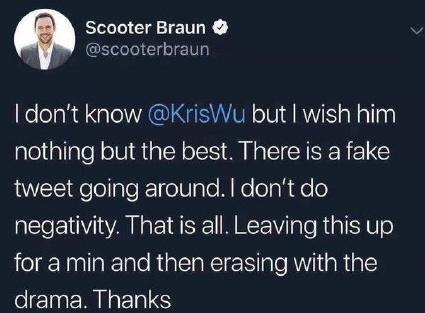 Scooter Braun
@scooterbraun
I don't know @KrisWu but I wish him
nothing but the best. There is a fake
tweet going around. I don't do
negativity. That is all. Leaving this up
for a min and then erasing with the
drama. Thanks